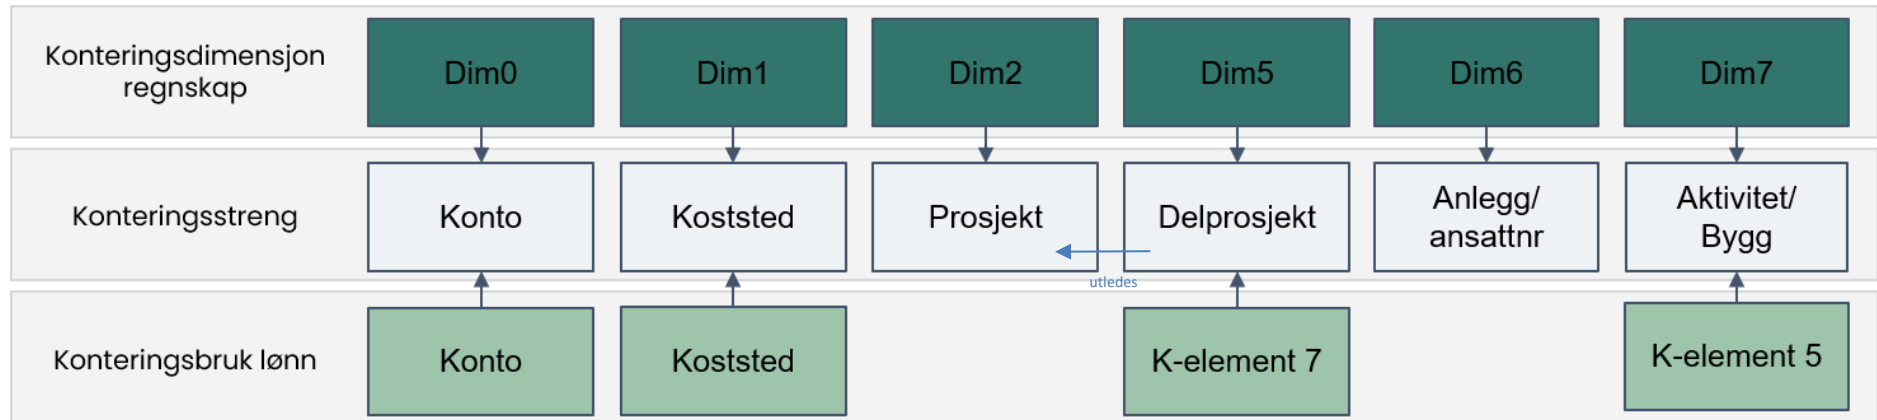 Konteringsdimensjon
regnskap
Dim0
Dim1
Dim2
Dim5
Dim6
Dim7
Konteringsstreng
Konto
Koststed
Prosjekt
Delprosjekt
Anlegg/
ansattnr
Aktivitet/
Bygg
utledes
Konteringsbruk lønn
Konto
Koststed
K-element 7
K-element 5